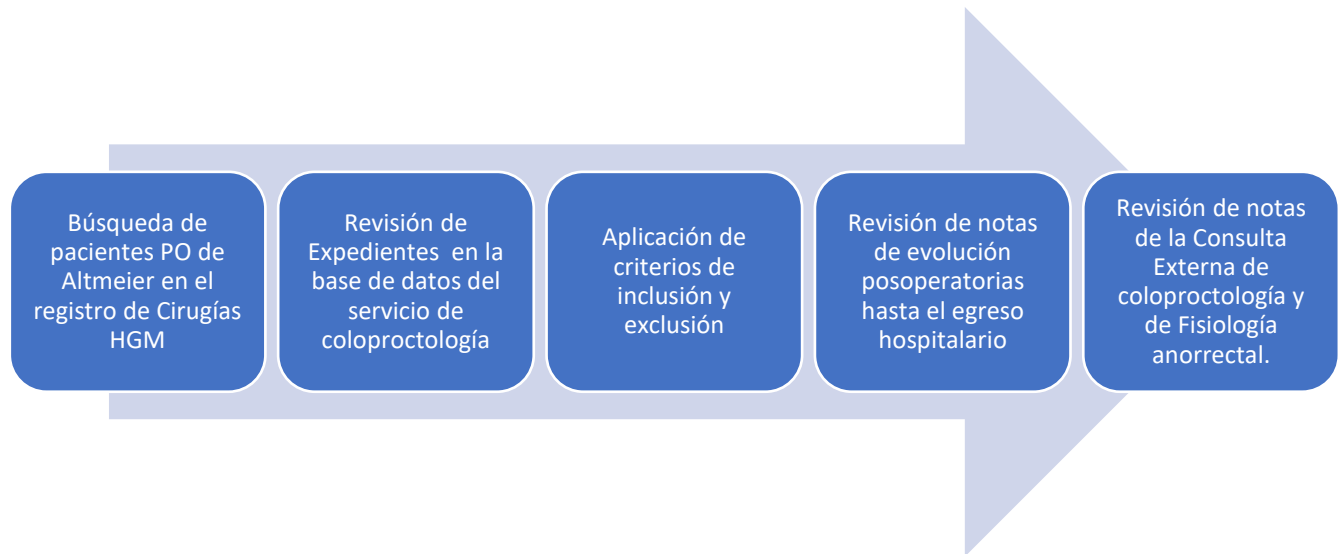 Búsqueda de
pacientes PO de
Altmeier en el
registro de Cirugías
HGM
Revisión de
Expedientes en la
base de datos del
servicio de
coloproctología
Aplicación de
criterios de
inclusión y
exclusión
Revisión de notas
de evolución
posoperatorias
hasta el egreso
hospitalario
Revisión de notas
de la Consulta
Externa de
coloproctología y
de Fisiología
anorrectal.